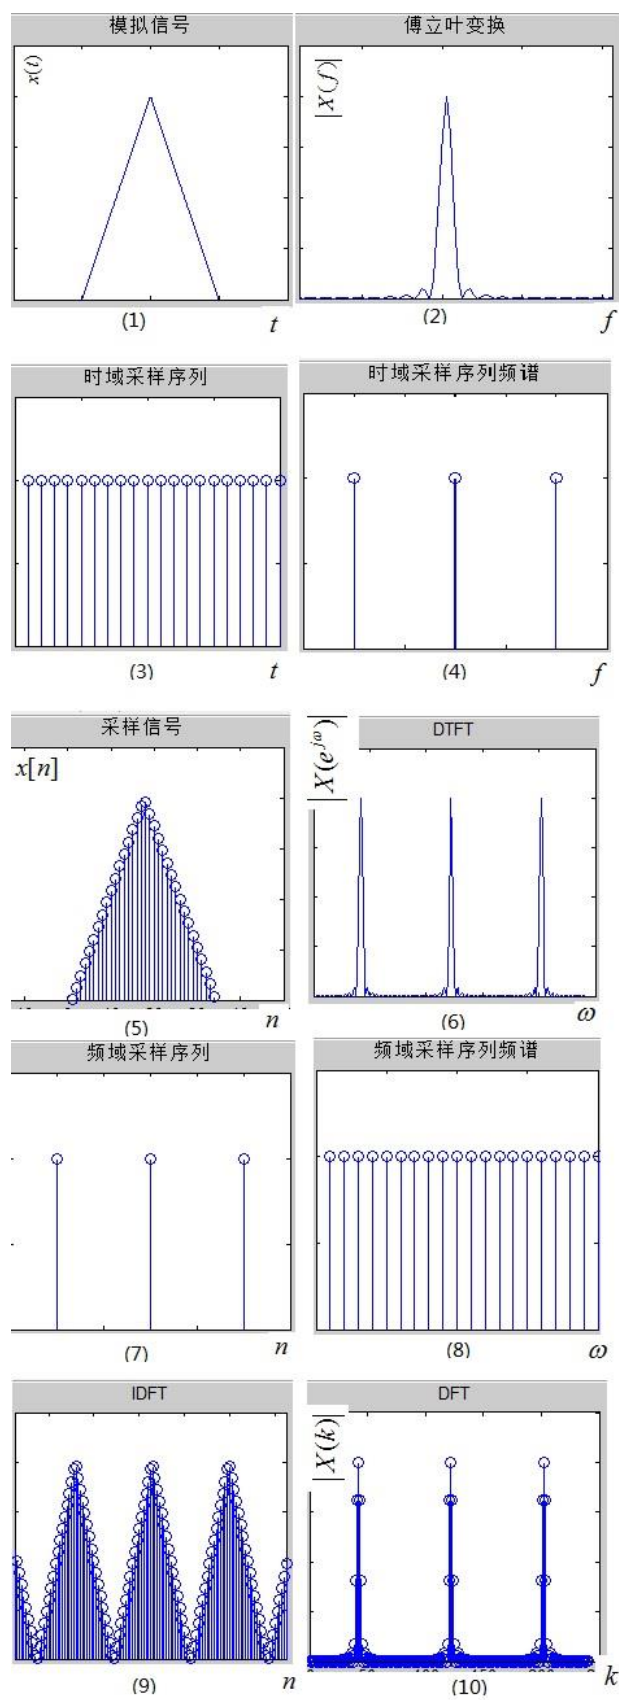 模拟信号
x(t)
(1)
t
傅立叶变换
|X(f)|
(2)
f
时域采样序列
(3)
t
时域采样序列频谱
(4)
f
采样信号
x[n]
(5)
n
DTFT
|X(e^{jω})|
(6)
ω
频域采样序列
(7)
n
频域采样序列频谱
(8)
ω
IDFT
(9)
n
DFT
|X(k)|
(10)
k